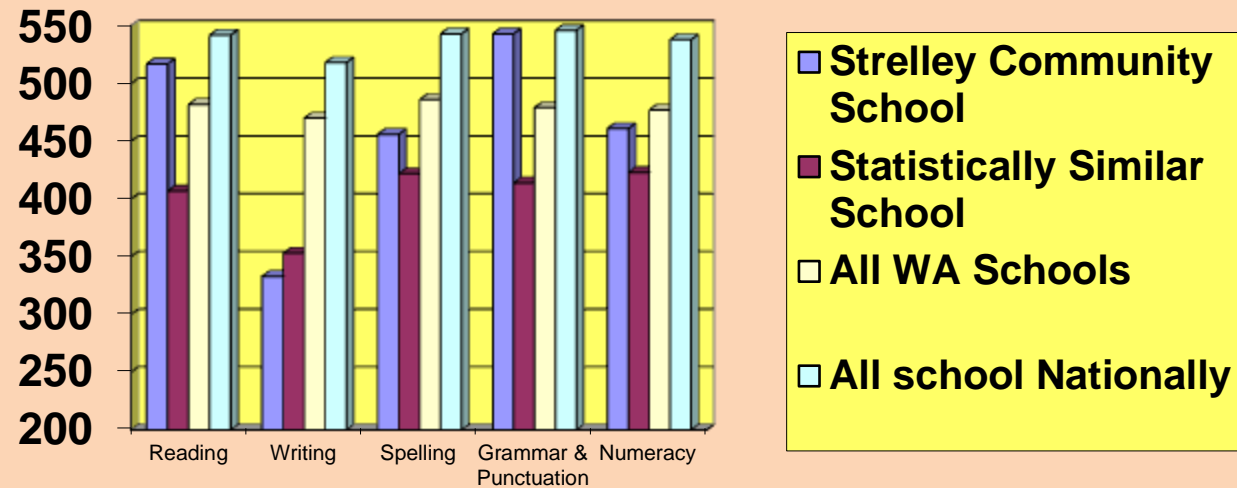 550
500
450
400
350
300
250
200
Reading Writing Spelling Grammar & Numeracy
Punctuation
Strelley Community
School
Statistically Similar
School
All WA Schools
All school Nationally